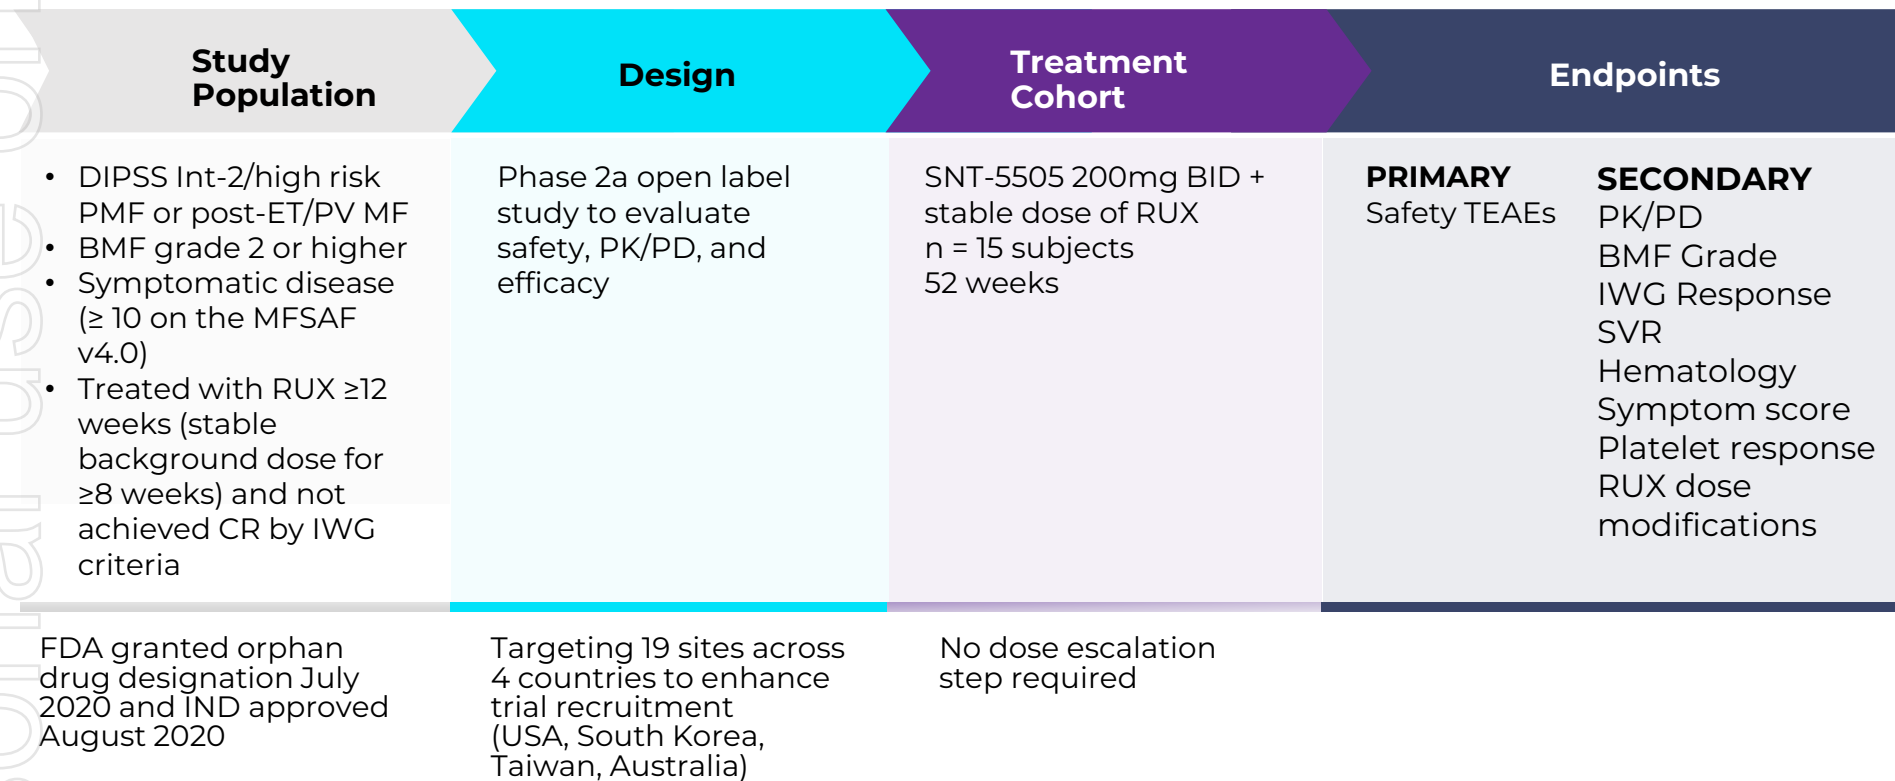 Study
Population
Design
Treatment
Cohort
Endpoints
• DIPSS Int-2/high risk
PMF or post-ET/PV MF
• BMF grade 2 or higher
• Symptomatic disease
(≥ 10 on the MFSAF
v4.0)
• Treated with RUX ≥12
weeks (stable
background dose for
≥8 weeks) and not
achieved CR by IWG
criteria
Phase 2a open label
study to evaluate
safety, PK/PD, and
efficacy
SNT-5505 200mg BID +
stable dose of RUX
n = 15 subjects
52 weeks
PRIMARY
Safety TEAEs
SECONDARY
PK/PD
BMF Grade
IWG Response
SVR
Hematology
Symptom score
Platelet response
RUX dose
modifications
FDA granted orphan
drug designation July
2020 and IND approved
August 2020
Targeting 19 sites across
4 countries to enhance
trial recruitment
(USA, South Korea,
Taiwan, Australia)
No dose escalation
step required